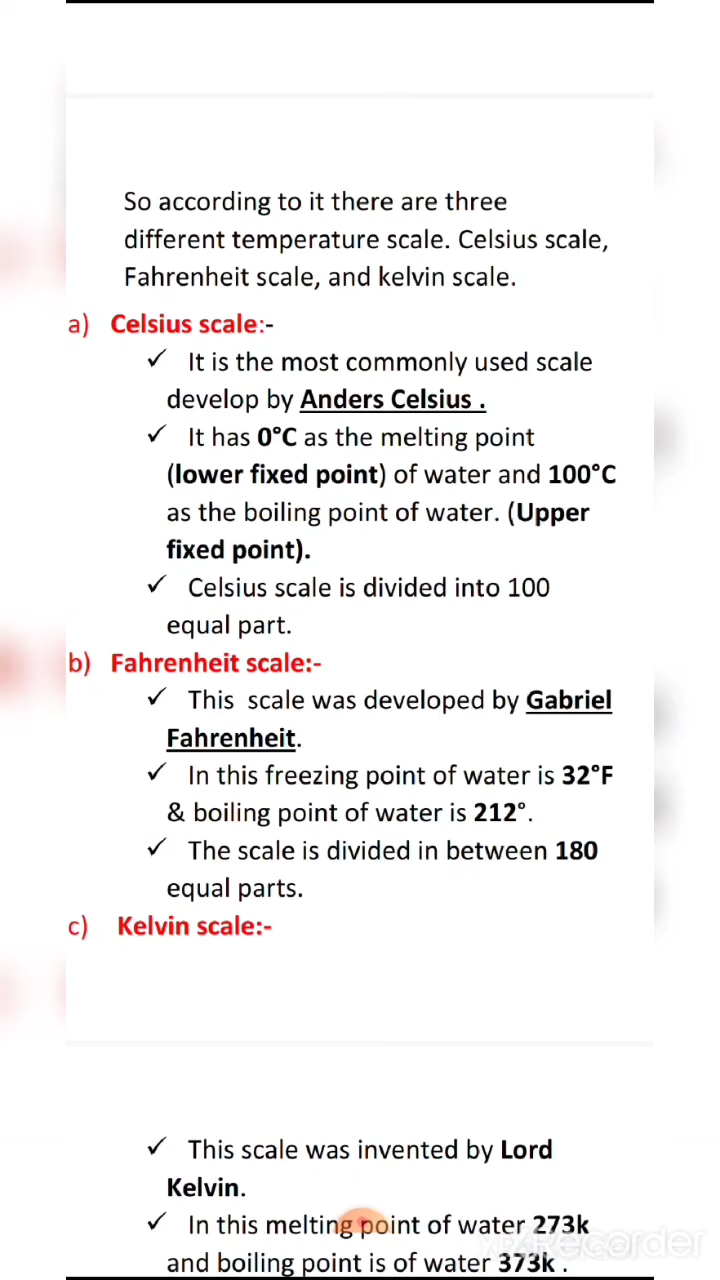 So according to it there are three
different temperature scale. Celsius scale,
Fahrenheit scale, and kelvin scale.
a) Celsius scale:-
✓ It is the most commonly used scale
develop by Anders Celsius .
✓ It has 0°C as the melting point
(lower fixed point) of water and 100°C
as the boiling point of water. (Upper
fixed point).
✓ Celsius scale is divided into 100
equal part.
b) Fahrenheit scale:-
✓ This scale was developed by Gabriel
Fahrenheit.
✓ In this freezing point of water is 32°F
& boiling point of water is 212°.
✓ The scale is divided in between 180
equal parts.
c) Kelvin scale:-
✓ This scale was invented by Lord
Kelvin.
✓ In this melting point of water 273k
and boiling point is of water 373k .
Recorder